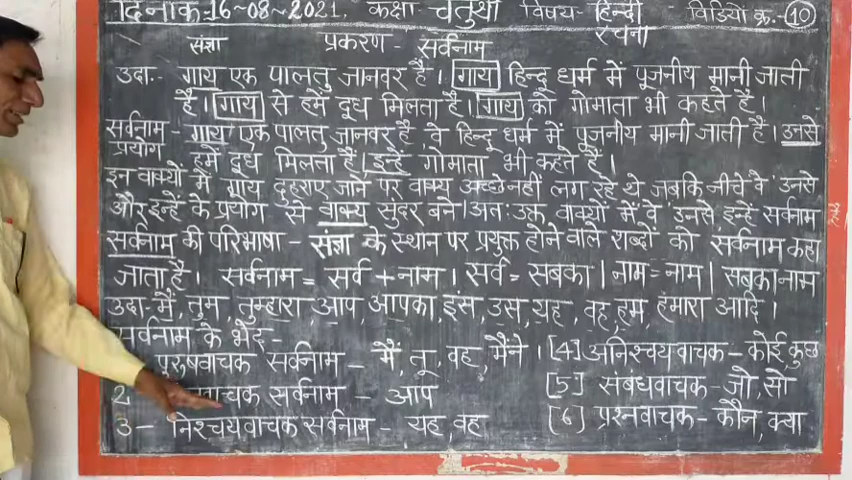 दिनाक:-16~08~2021. कक्षा चतुर्थी विषय- हिन्दी विडियो क्र.-(10)
संज्ञा प्रकरण - सर्वनाम रचना
उदा:- गाय एक पालतु जानवर है। गाय हिन्दू धर्म में पूजनीय मानी जाती
है। गाय से हमें दूध मिलता है। गाय को गोमाता भी कहते है।
सर्वनाम - गाय एक पालतु जानवर है वे हिन्दू धर्म में पूजनीय मानी जाती है। उनसे
प्रयोग हमें दूध मिलता है। इन्हें गोमाता भी कहते हैं।
इन वाक्यों में गाय दुहराए जाने पर वाक्य अच्छे नहीं लग रहे थे जबकि नीचे वे उनसे
और इन्हें के प्रयोग से वाक्य सुंदर बने। अतः उक्त वाक्यों में वे उनसे इन्हें सर्वनाम है।
सर्वनाम की परिभाषा - संज्ञा के स्थान पर प्रयुक्त होने वाले शब्दों को सर्वनाम कहा
जाता है। सर्वनाम = सर्व + नाम। सर्व = सबका | नाम = नाम | सबका नाम
उदा:- मैं, तुम, तुम्हारा, आप, आपका, इस, उस, यह, वह, हम, हमारा आदि।
सर्वनाम के भेद:-
पुरुषवाचक सर्वनाम - मैं, तू, वह, मैंने। [4] अनिश्चयवाचक - कोई, कुछ
2 वाचक सर्वनाम - आप [5] संबंधवाचक - जो, सो
3 - निश्चयवाचक सर्वनाम - यह, वह [6] प्रश्नवाचक - कौन, क्या